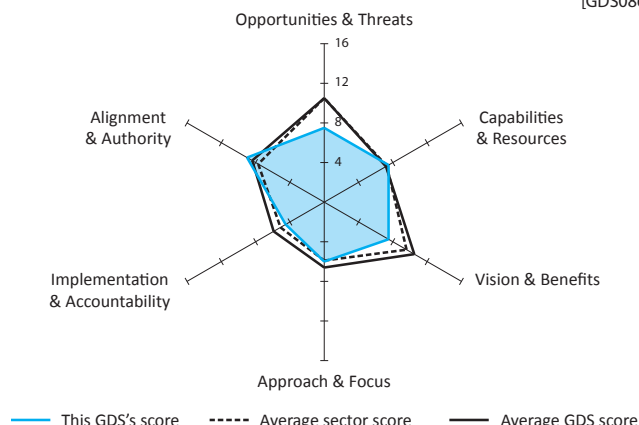 [GDS08
Opportunities & Threats
16
12
8
4
Alignment
& Authority
Capabilities
& Resources
Implementation
& Accountability
Vision & Benefits
Approach & Focus
This GDS's score
Average sector score
Average GDS score